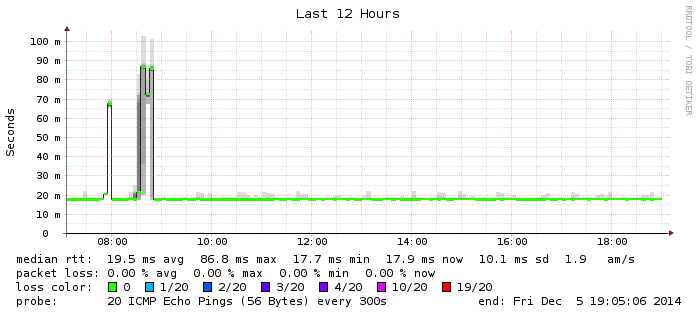 Last 12 Hours
RRDTOOL / TOBI OETIKER
Seconds
100 m
90 m
80 m
70 m
60 m
50 m
40 m
30 m
20 m
10 m
0
08:00 10:00 12:00 14:00 16:00 18:00
median rtt: 19.5 ms avg 86.8 ms max 17.7 ms min 17.9 ms now 10.1 ms sd 1.9 am/s
packet loss: 0.00 % avg 0.00 % max 0.00 % min 0.00 % now
loss color: 0 1/20 2/20 3/20 4/20 10/20 19/20
probe: 20 ICMP Echo Pings (56 Bytes) every 300s end: Fri Dec 5 19:05:06 2014